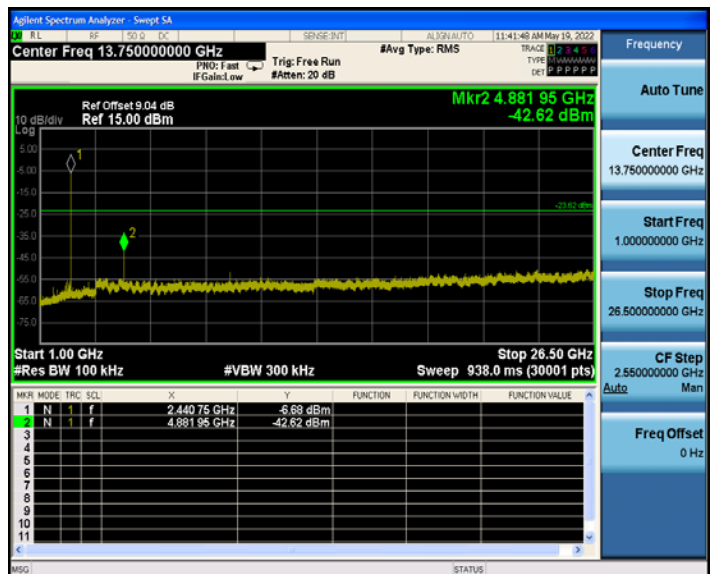 Agilent Spectrum Analyzer - Swept SA
RL RF 50 Ω DC SENSE:INT ALIGN AUTO 11:41:48 AM May 19, 2022
Center Freq 13.750000000 GHz #Avg Type: RMS TRACE 1 2 3 4 5 6
PNO: Fast Trig: Free Run TYPE M
IFGain:Low #Atten: 20 dB DET P P P P P P
Mkr2 4.881 95 GHz
-42.62 dBm
Ref Offset 9.04 dB
10 dB/div Ref 15.00 dBm
Log
5.00
-5.00
-15.0
-25.0
-35.0
-45.0
-55.0
-65.0
-75.0
1
-23.62 dBm
2
Start 1.00 GHz Stop 26.50 GHz
#Res BW 100 kHz #VBW 300 kHz Sweep 938.0 ms (30001 pts)
MKR MODE TRC SCL X Y FUNCTION FUNCTION WIDTH FUNCTION VALUE
1 N 1 f 2.440 75 GHz -6.68 dBm
2 N 1 f 4.881 95 GHz -42.62 dBm
3
4
5
6
7
8
9
10
11
MSG STATUS
Frequency
Auto Tune
Center Freq
13.750000000 GHz
Start Freq
1.000000000 GHz
Stop Freq
26.500000000 GHz
CF Step
2.550000000 GHz
Auto Man
Freq Offset
0 Hz